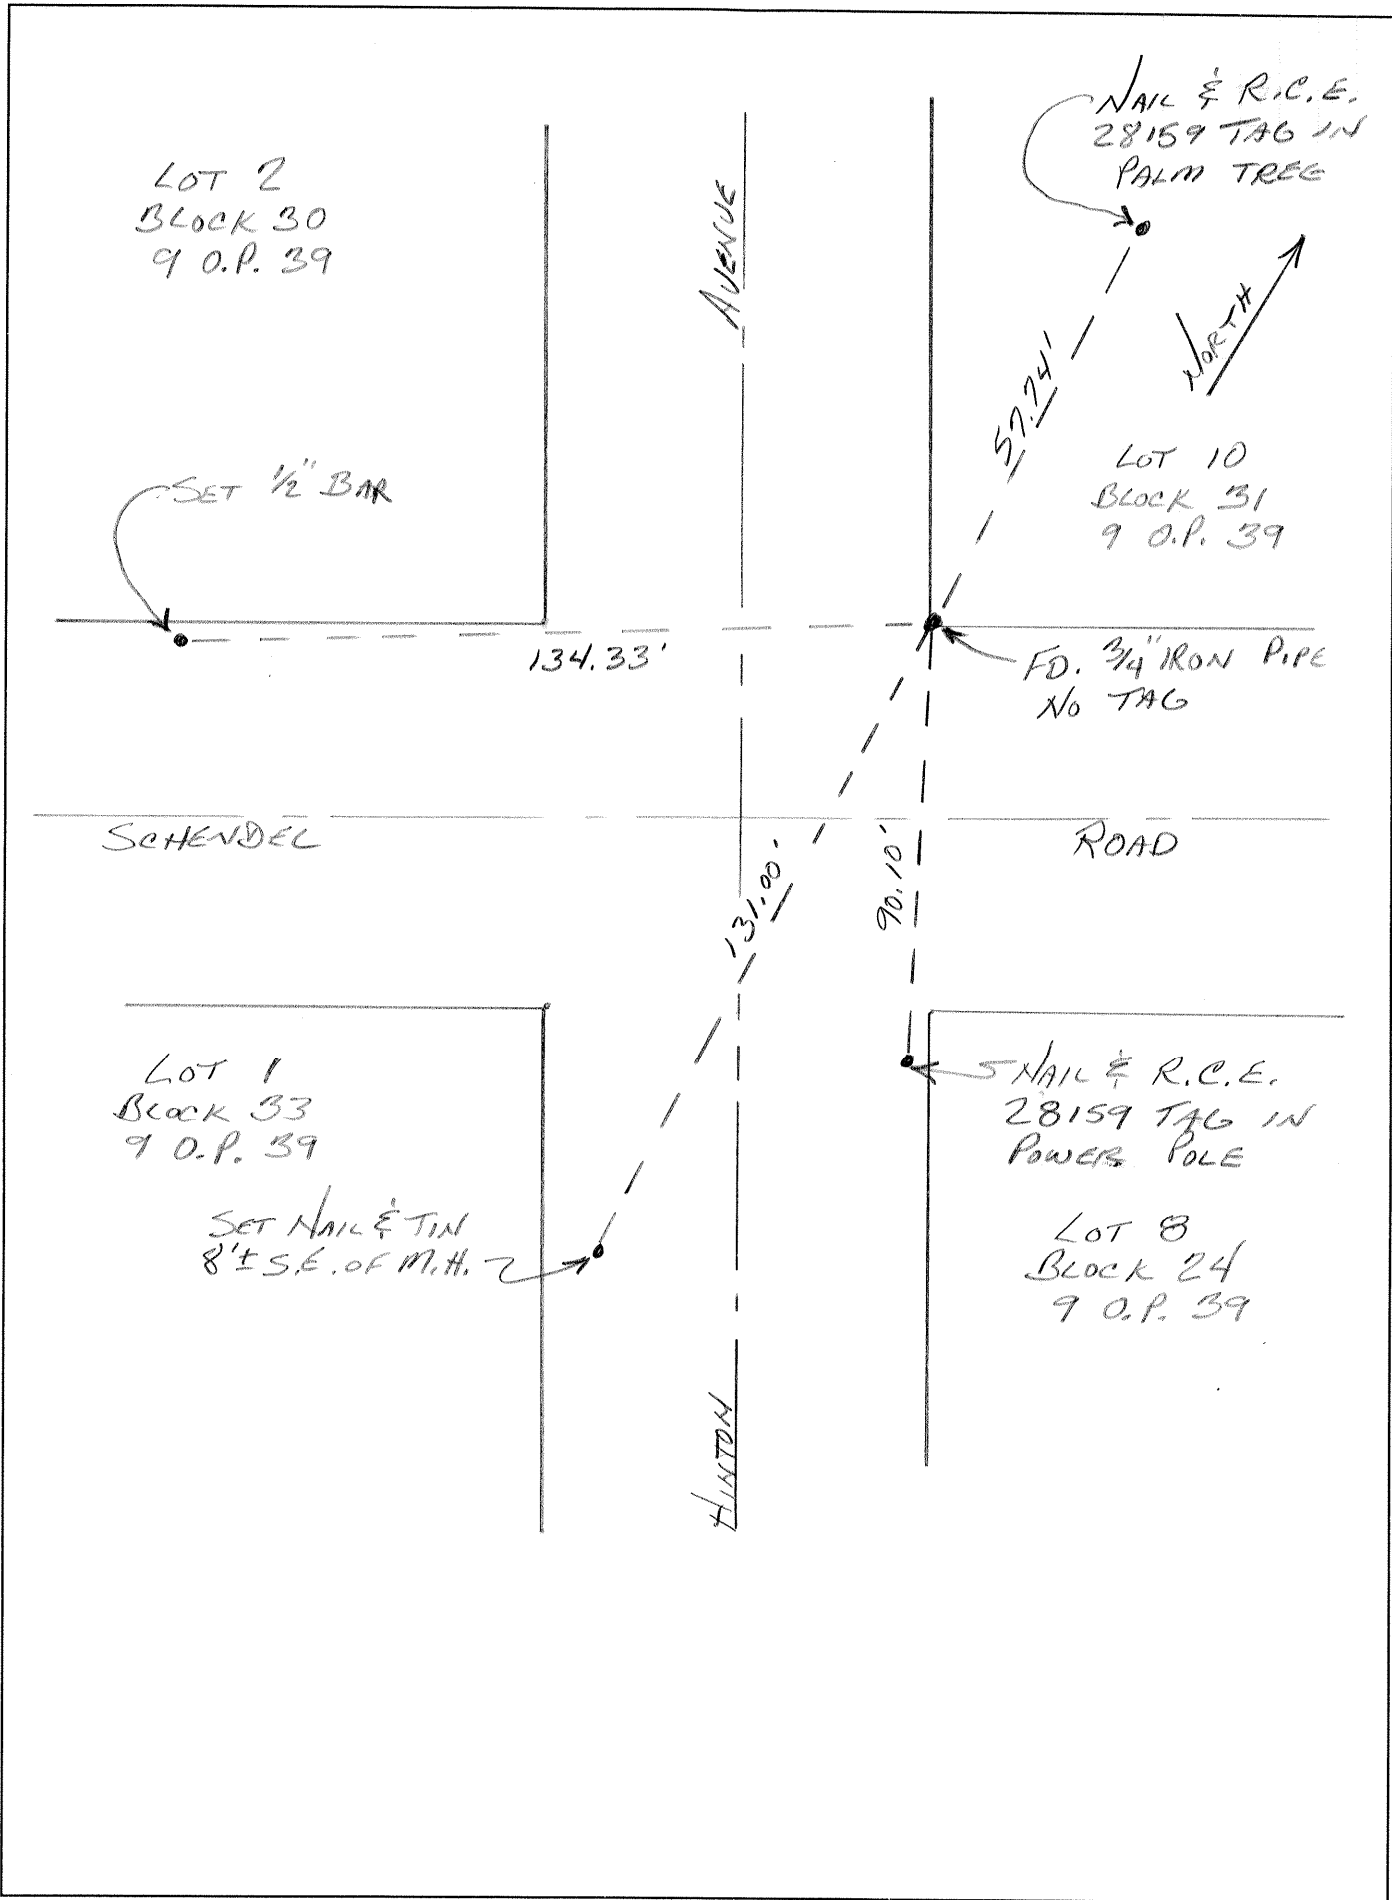 LOT 2
BLOCK 30
9 O.P. 39
AVENUE
NAIL & R.C.E.
28159 TAG IN
PALM TREE
NORTH
57.74'
LOT 10
BLOCK 31
9 O.P. 39
SET 1/2" BAR
134.33'
FD. 3/4" IRON PIPE
NO TAG
SCHENDEL
ROAD
131.00'
90.10'
LOT 1
BLOCK 33
9 O.P. 39
SET NAIL & TIN
8'± S.E. OF M.H.
NAIL & R.C.E.
28159 TAG IN
POWER POLE
LOT 8
BLOCK 24
9 O.P. 39
HINTON